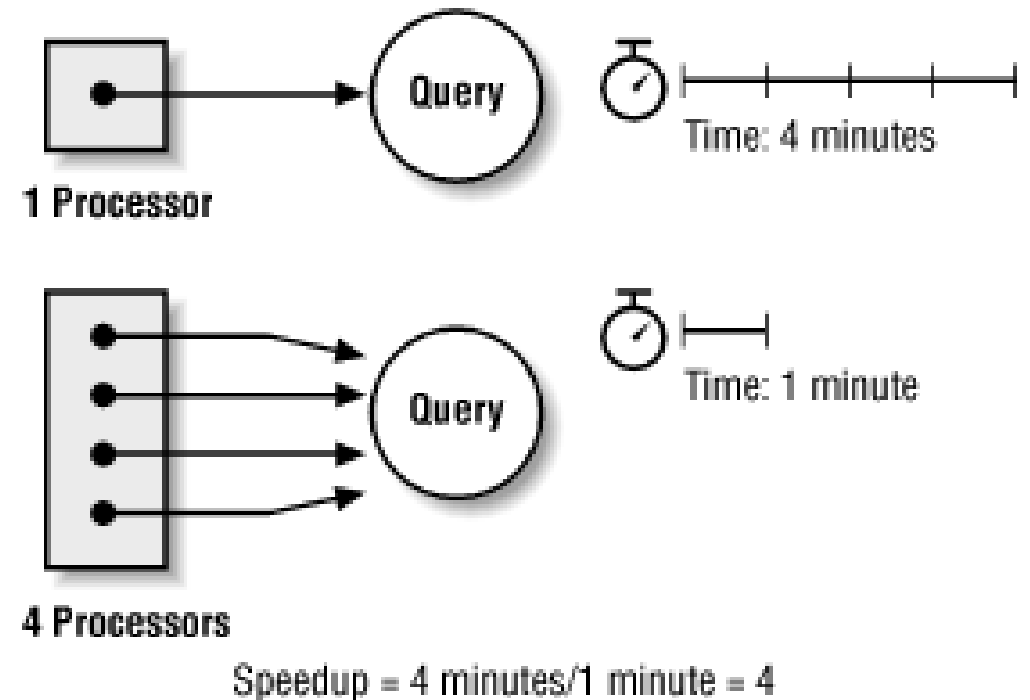 Query
Time: 4 minutes
1 Processor
Query
Time: 1 minute
4 Processors
Speedup = 4 minutes/1 minute = 4